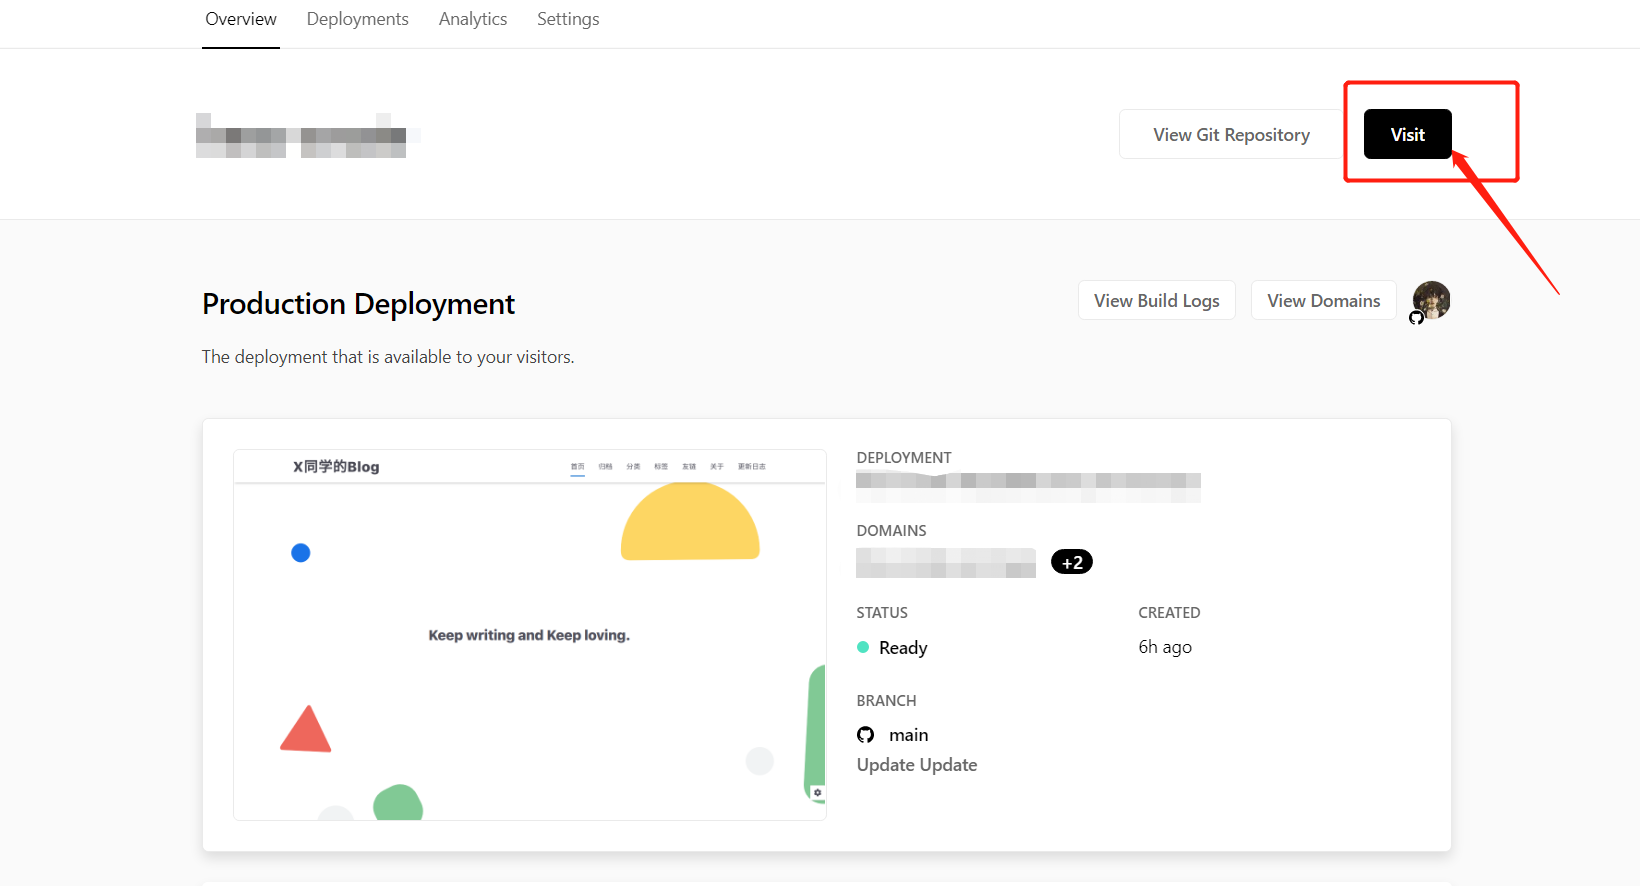 Overview Deployments Analytics Settings
View Git Repository Visit
Production Deployment
View Build Logs View Domains
The deployment that is available to your visitors.
X同学的Blog 首页 归档 分类 标签 友链 关于 更新日志
Keep writing and Keep loving.
DEPLOYMENT
DOMAINS
+2
STATUS CREATED
Ready 6h ago
BRANCH
main
Update Update